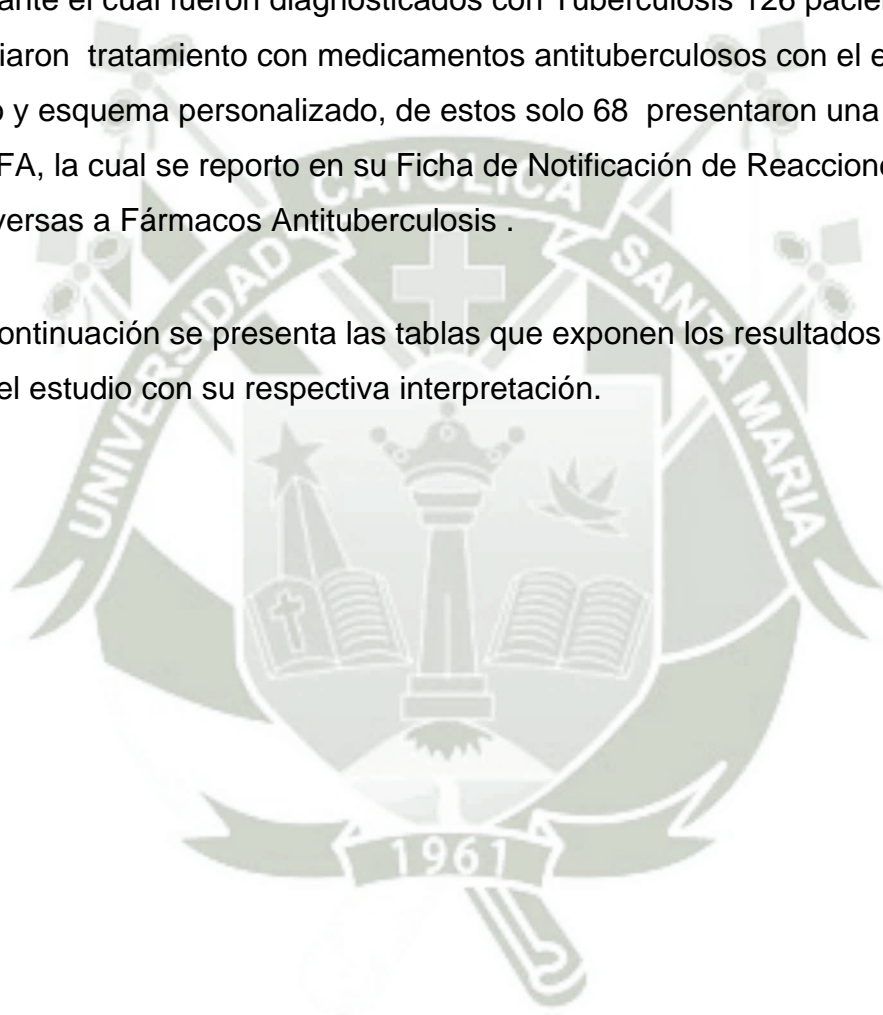 ante el cual fueron diagnosticados con Tuberculosis 126 pacien
iaron tratamiento con medicamentos antituberculosos con el e
o y esquema personalizado, de estos solo 68 presentaron una
FA, la cual se reporto en su Ficha de Notificación de Reaccione
versas a Fármacos Antituberculosis .
ontinuación se presenta las tablas que exponen los resultados
el estudio con su respectiva interpretación.
UNIVERSIDAD CATOLICA SANTA MARIA
1961